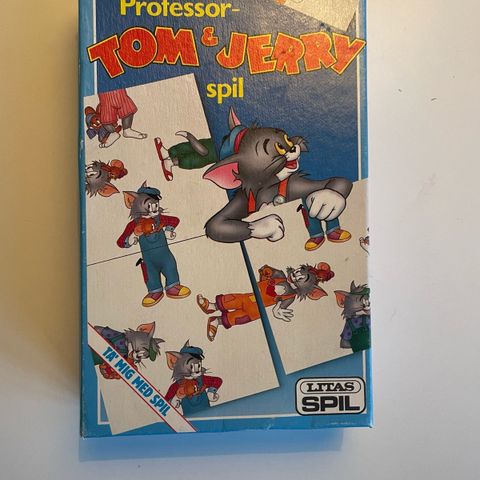 Professor-
TOM & JERRY
spil
TA' MIG MED SPIL
LITAS
SPIL